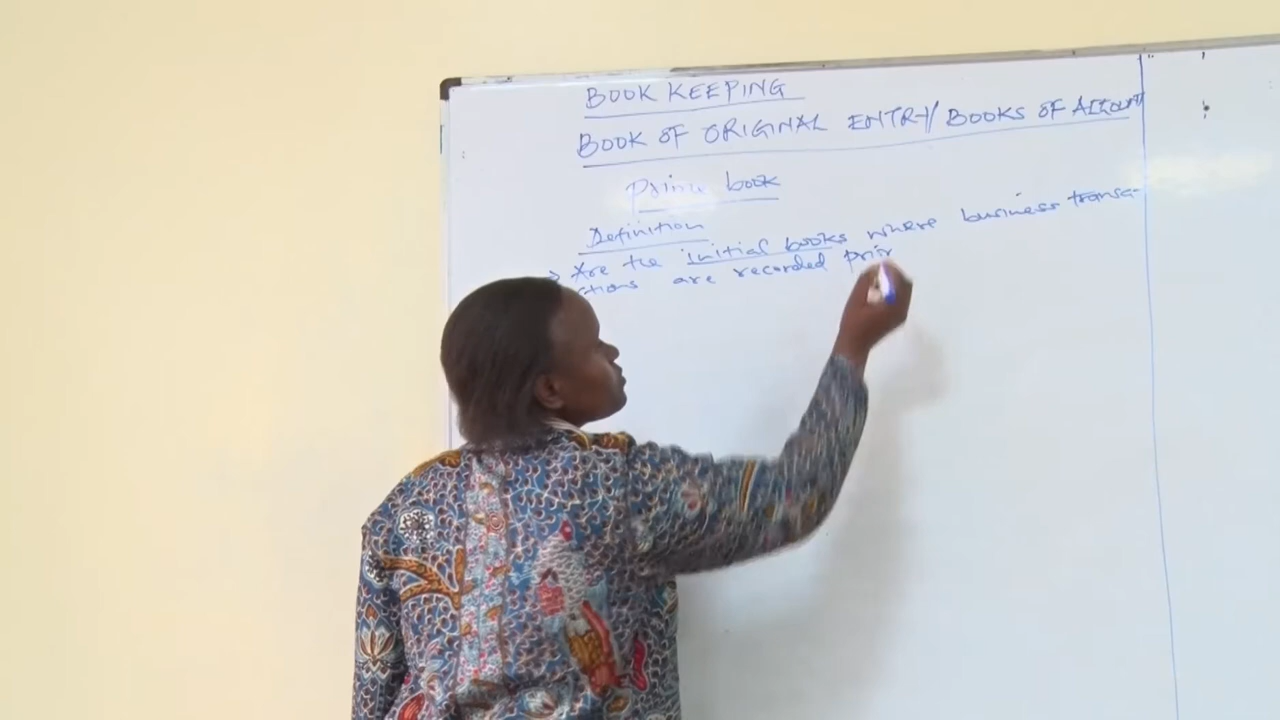 BOOK KEEPING
BOOK OF ORIGINAL ENTRY/BOOKS OF ACCOUNT
prime book
Definition
→ Are the initial books where business transa-
ctions are recorded prir